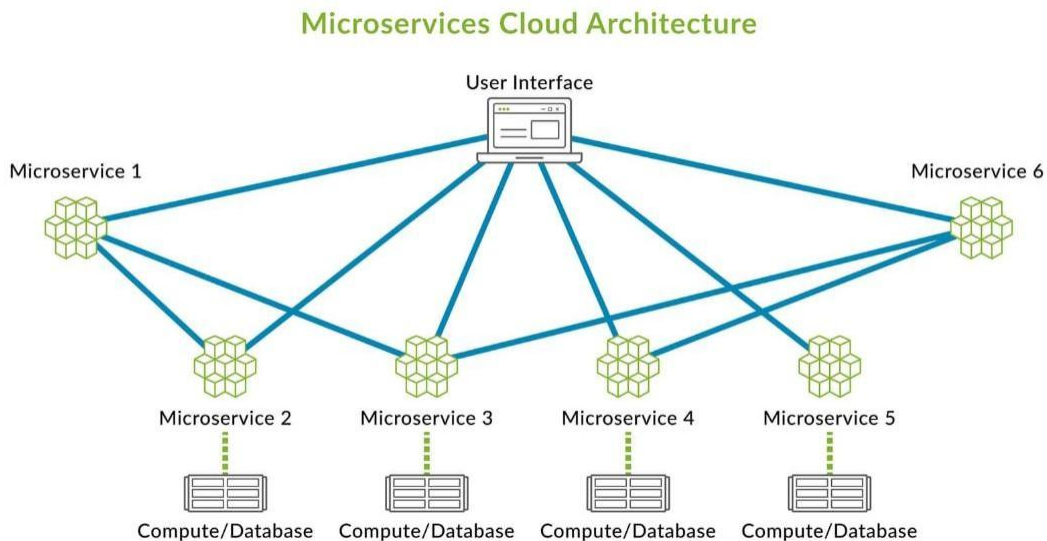 Microservices Cloud Architecture
User Interface
Microservice 1
Microservice 6
Microservice 2
Microservice 3
Microservice 4
Microservice 5
Compute/Database
Compute/Database
Compute/Database
Compute/Database